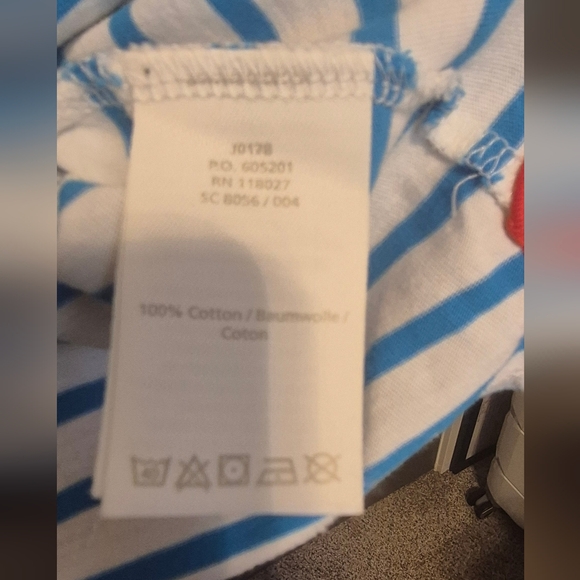 J0178
P.O. 605201
RN 118027
SC 8056 / 004
100% Cotton / Baumwolle /
Coton